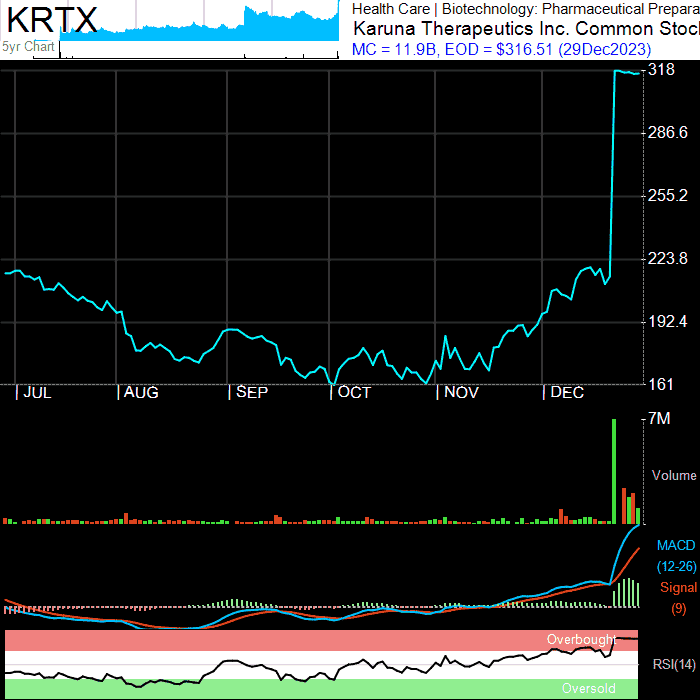 KRTX
5yr Chart
Health Care | Biotechnology: Pharmaceutical Prepara
Karuna Therapeutics Inc. Common Stoc
MC = 11.9B, EOD = $316.51 (29Dec2023)
318
286.6
255.2
223.8
192.4
161
JUL AUG SEP OCT NOV DEC
7M
Volume
MACD
(12-26)
Signal
(9)
Overbought
RSI(14)
Oversold